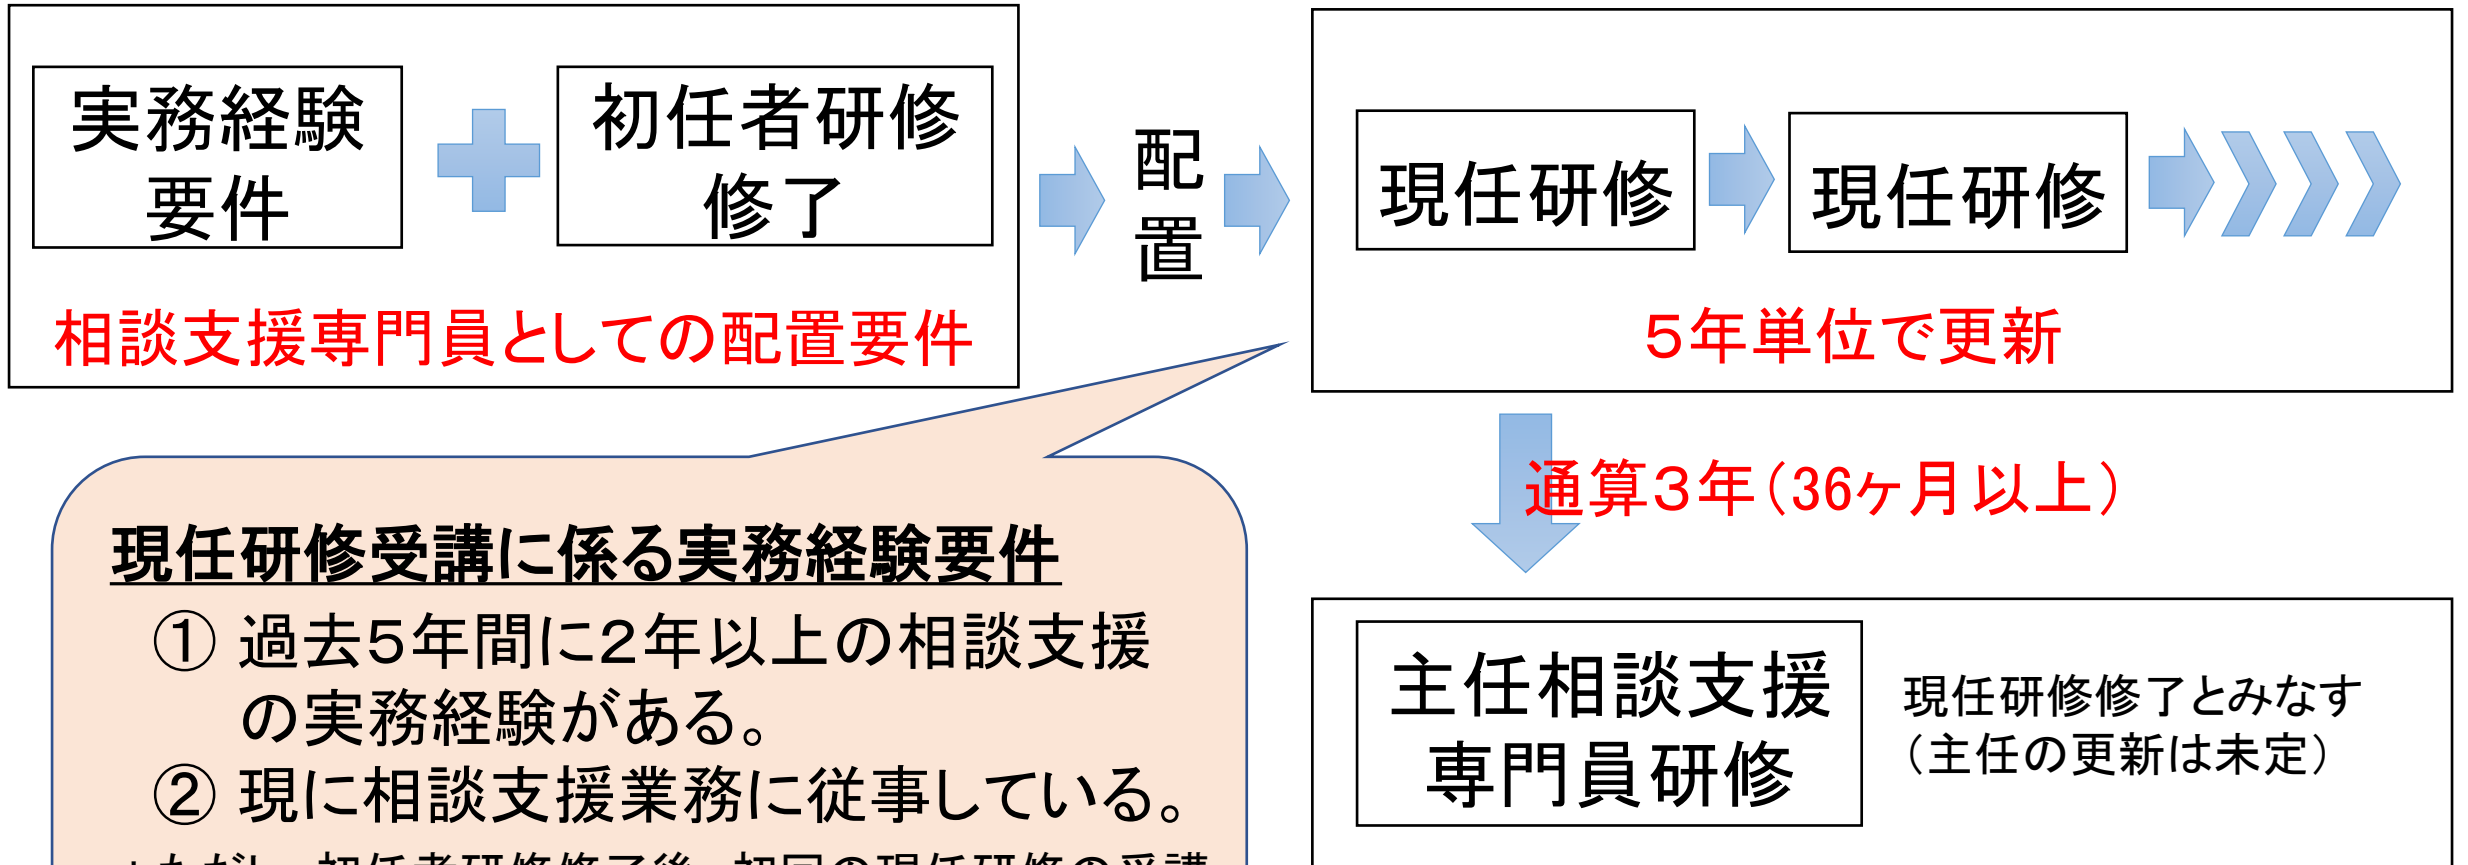 実務経験
要件
初任者研修
修了
相談支援専門員としての配置要件
配
置
現任研修
現任研修
５年単位で更新
通算３年（36ヶ月以上）
現任研修受講に係る実務経験要件
① 過去５年間に２年以上の相談支援
の実務経験がある。
② 現に相談支援業務に従事している。
主任相談支援
専門員研修
現任研修修了とみなす
（主任の更新は未定）